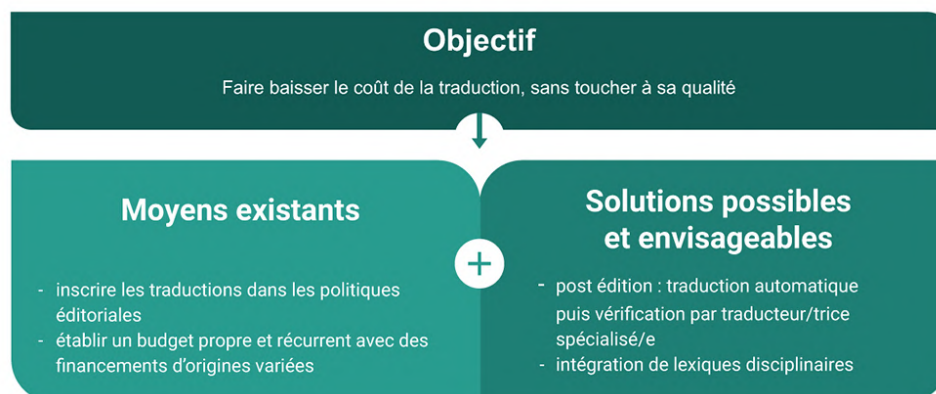 Objectif
Faire baisser le coût de la traduction, sans toucher à sa qualité
Moyens existants
- inscrire les traductions dans les politiques
éditoriales
- établir un budget propre et récurrent avec des
financements d'origines variées
+
Solutions possibles
et envisageables
- post édition : traduction automatique
puis vérification par traducteur/trice
spécialisé/e
- intégration de lexiques disciplinaires